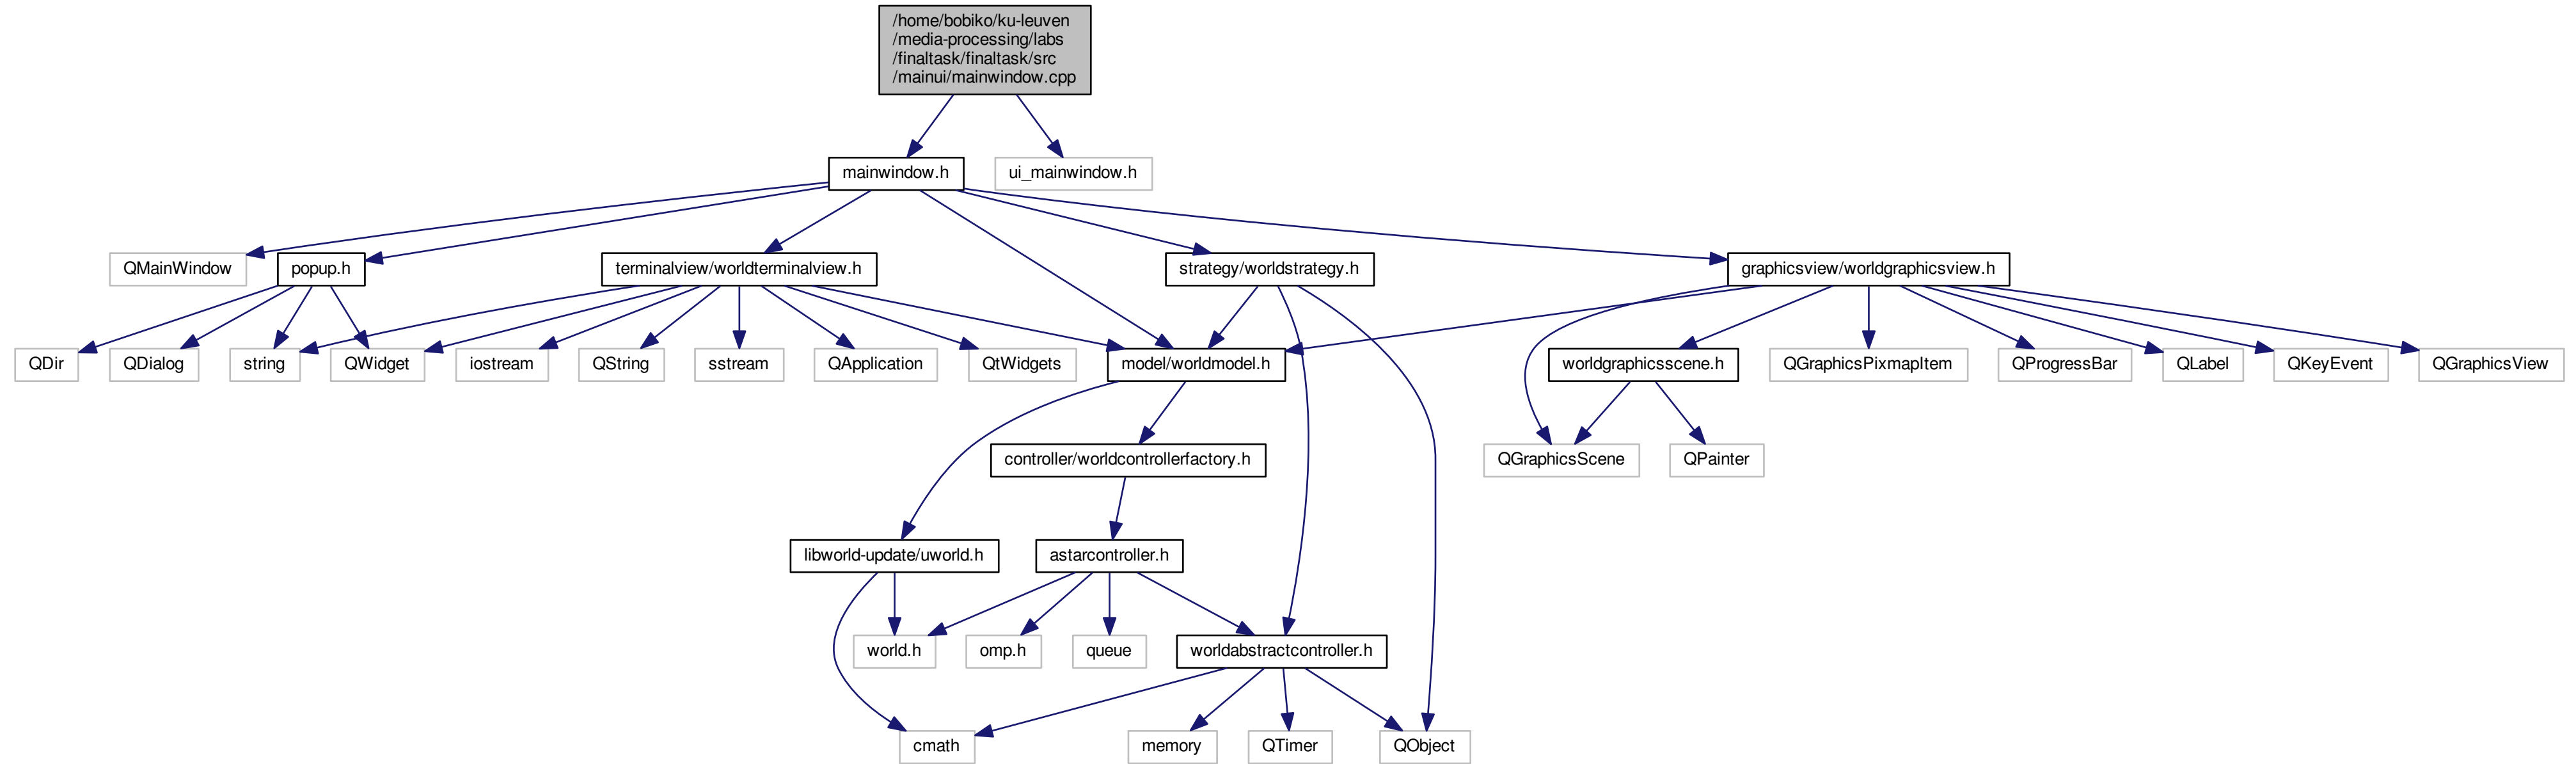 /home/bobiko/ku-leuven
/media-processing/labs
/finaltask/finaltask/src
/mainui/mainwindow.cpp
mainwindow.h
ui_mainwindow.h
QMainWindow
popup.h
terminalview/worldterminalview.h
strategy/worldstrategy.h
graphicsview/worldgraphicsview.h
QDir
QDialog
string
QWidget
iostream
QString
sstream
QApplication
QtWidgets
model/worldmodel.h
worldgraphicsscene.h
QGraphicsPixmapItem
QProgressBar
QLabel
QKeyEvent
QGraphicsView
controller/worldcontrollerfactory.h
QGraphicsScene
QPainter
libworld-update/uworld.h
astarcontroller.h
world.h
omp.h
queue
worldabstractcontroller.h
cmath
memory
QTimer
QObject